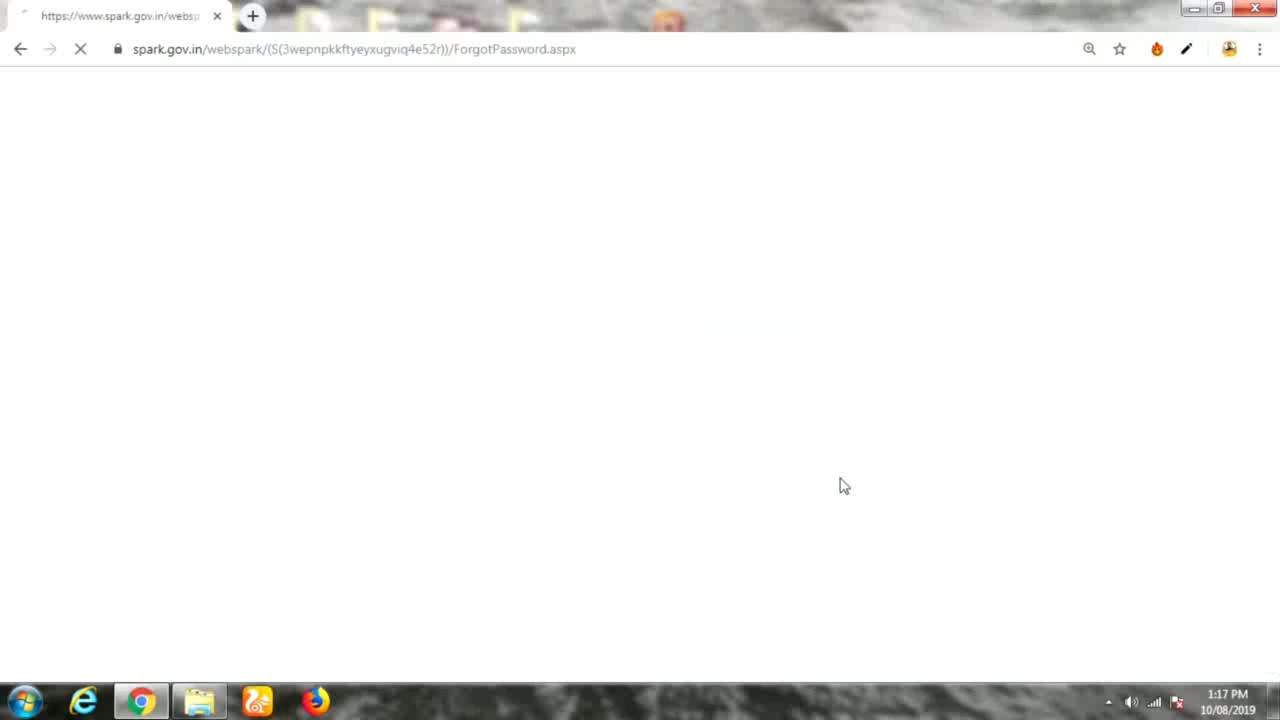 https://www.spark.gov.in/websp
spark.gov.in/webspark/(S(3wepnpkkftyeyxugviq4e52r))/ForgotPassword.aspx
1:17 PM
10/08/2019